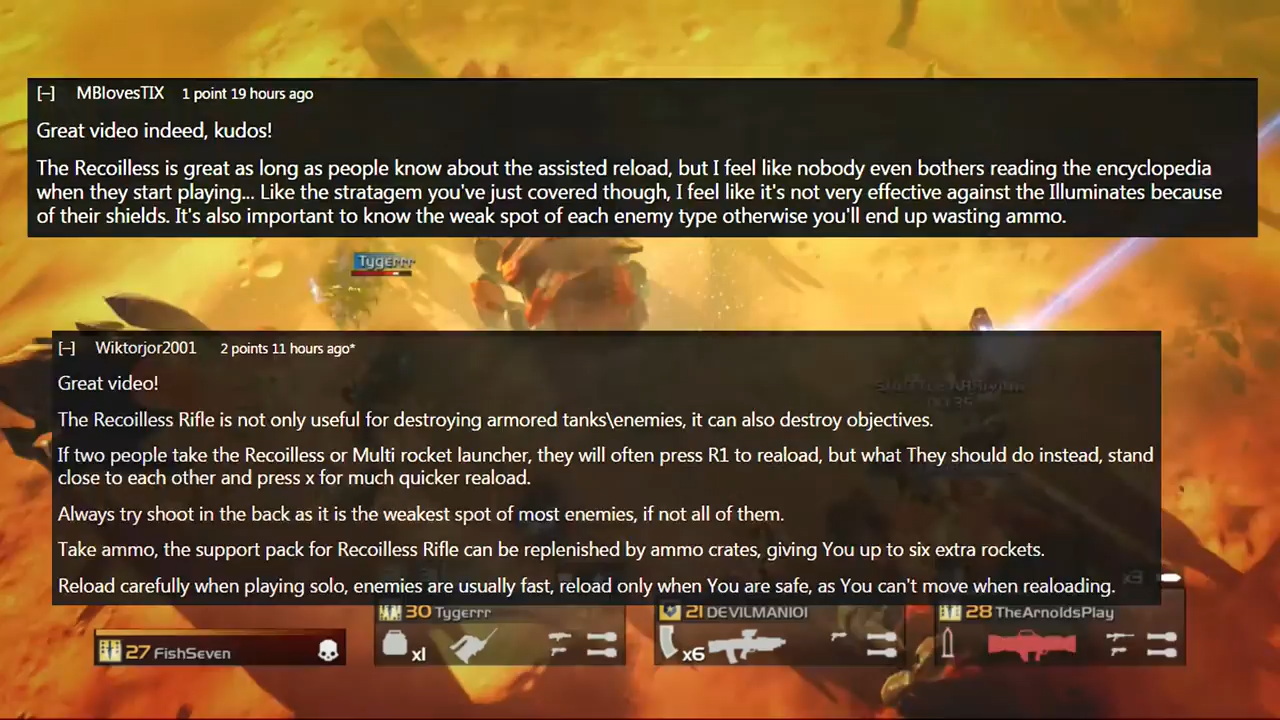 [–] MBlovesTIX 1 point 19 hours ago
Great video indeed, kudos!
The Recoilless is great as long as people know about the assisted reload, but I feel like nobody even bothers reading the encyclopedia
when they start playing... Like the stratagem you've just covered though, I feel like it's not very effective against the Illuminates because
of their shields. It's also important to know the weak spot of each enemy type otherwise you'll end up wasting ammo.
Tygerrr
[–] Wiktorjor2001 2 points 11 hours ago*
Great video!
The Recoilless Rifle is not only useful for destroying armored tanks\enemies, it can also destroy objectives.
If two people take the Recoilless or Multi rocket launcher, they will often press R1 to reaload, but what They should do instead, stand
close to each other and press x for much quicker reaload.
Always try shoot in the back as it is the weakest spot of most enemies, if not all of them.
Take ammo, the support pack for Recoilless Rifle can be replenished by ammo crates, giving You up to six extra rockets.
Reload carefully when playing solo, enemies are usually fast, reload only when You are safe, as You can't move when realoading.
x3
27 FishSeven
30 Tygerrr
x1
21 DEVILMANIOI
x6
28 TheArnoldsPlay